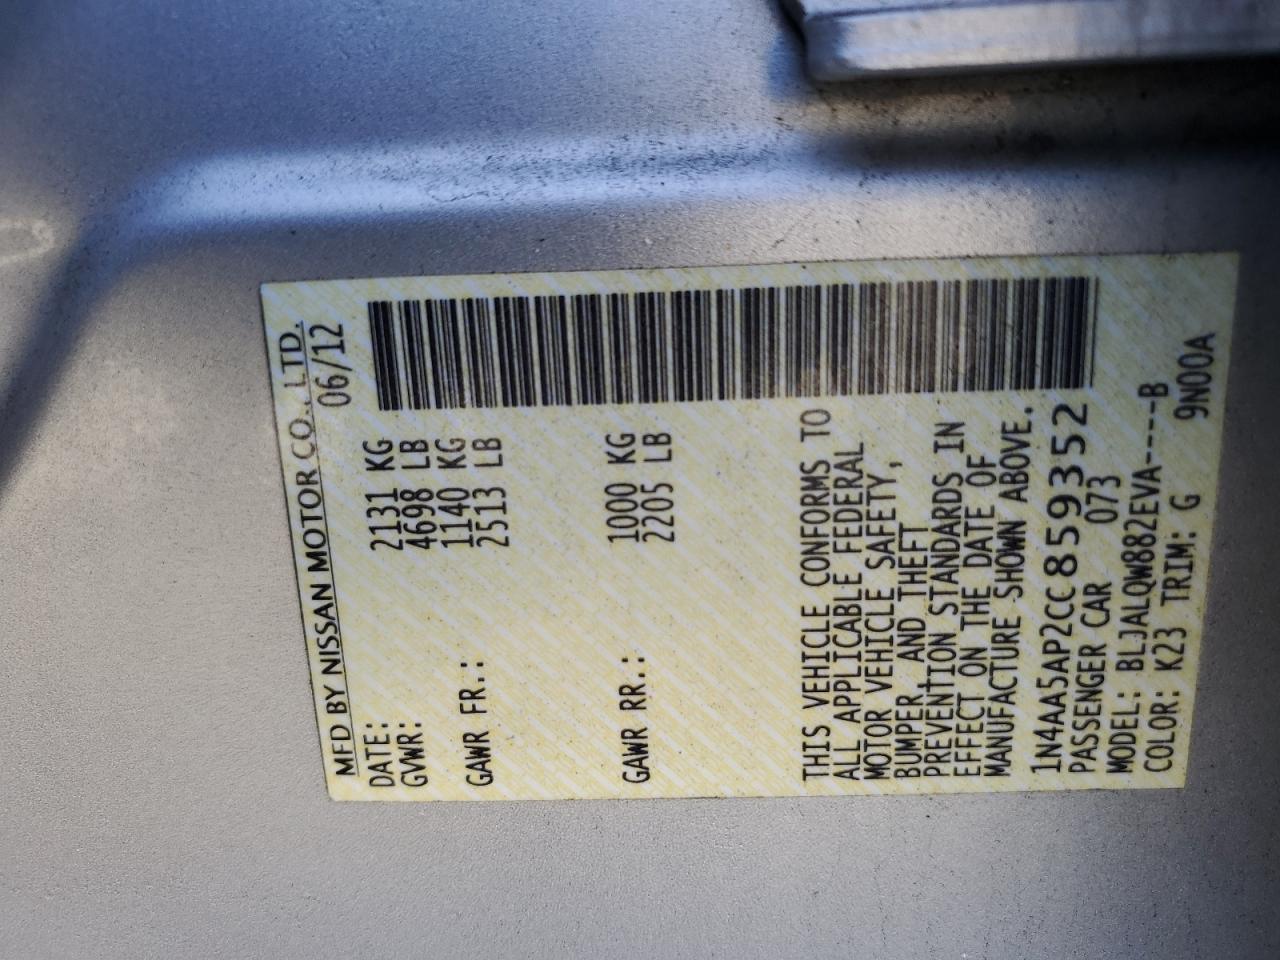 MFD BY NISSAN MOTOR CO., LTD.
DATE: 06/12
GVWR: 2131 KG
4698 LB
GAWR FR.: 1140 KG
2513 LB
GAWR RR.: 1000 KG
2205 LB
THIS VEHICLE CONFORMS TO
ALL APPLICABLE FEDERAL
MOTOR VEHICLE SAFETY,
BUMPER, AND THEFT
PREVENTION STANDARDS IN
EFFECT ON THE DATE OF
MANUFACTURE SHOWN ABOVE.
1N4AA5AP2CC859352
PASSENGER CAR 073
MODEL: BLJALQW882EVA----B
COLOR: K23 TRIM: G 9N00A